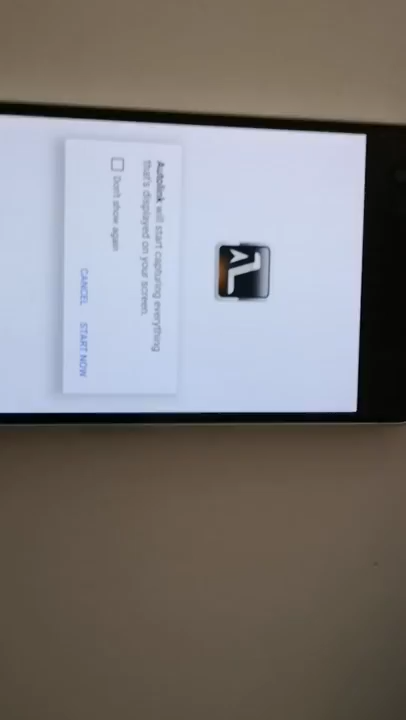 Autolink will start capturing everything
that's displayed on your screen.
Don't show again
CANCEL START NOW